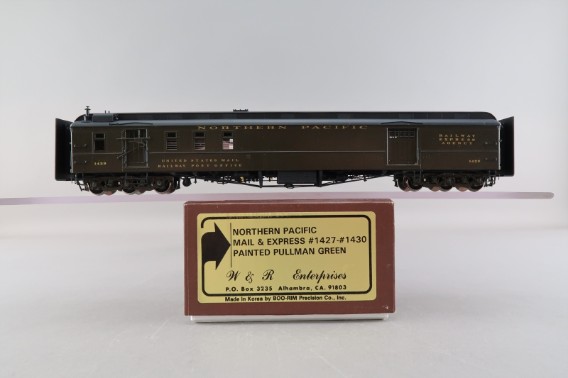 NORTHERN PACIFIC
RAILWAY
EXPRESS
AGENCY
UNITED STATES MAIL
RAILWAY POST OFFICE
NORTHERN PACIFIC
MAIL & EXPRESS #1427-#1430
PAINTED PULLMAN GREEN
W & R Enterprises
P.O. Box 3235 Alhambra, CA. 91803
Made in Korea by BOO-RIM Precision Co., Inc.